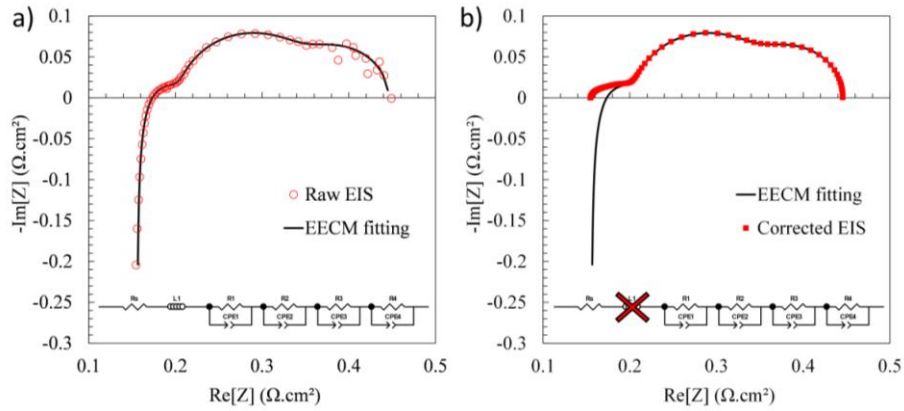 a)
0.1
0.05
0
-0.05
-0.1
-0.15
-0.2
-0.25
-0.3
-Im[Z] (Ω.cm²)
Raw EIS
EECM fitting
Rs L1 R1 R2 R3 R4
CPE1 CPE2 CPE3 CPE4
0.1 0.2 0.3 0.4 0.5
Re[Z] (Ω.cm²)
b)
0.1
0.05
0
-0.05
-0.1
-0.15
-0.2
-0.25
-0.3
-Im[Z] (Ω.cm²)
EECM fitting
Corrected EIS
Rs L1 R1 R2 R3 R4
CPE1 CPE2 CPE3 CPE4
0.1 0.2 0.3 0.4 0.5
Re[Z] (Ω.cm²)